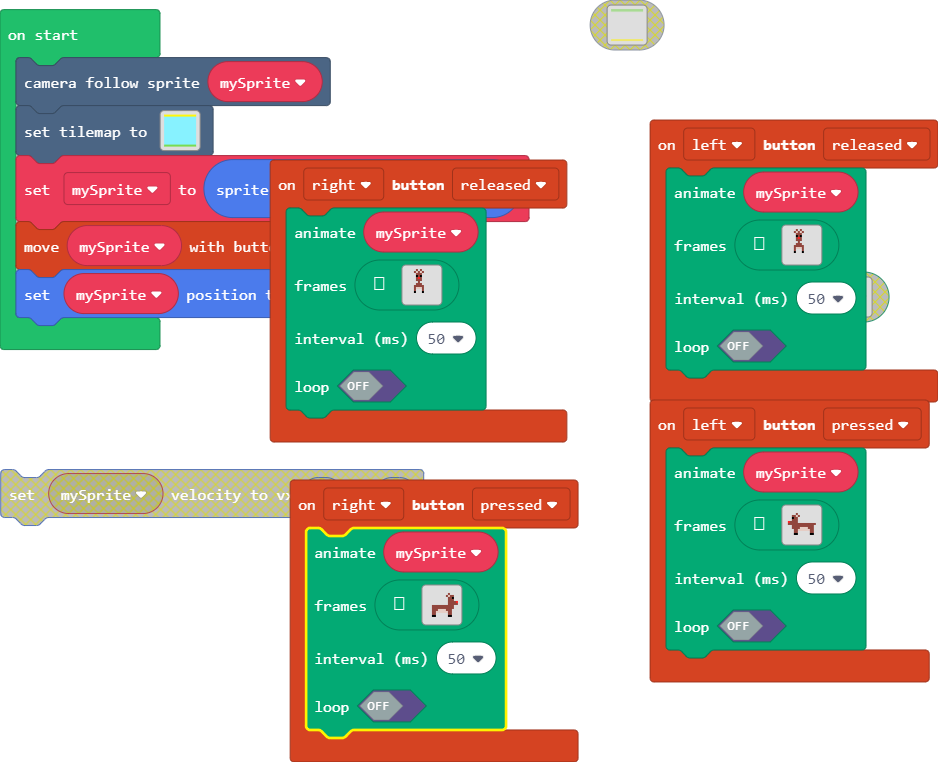 on start
camera follow sprite mySprite
set tilemap to
set mySprite to sprite
move mySprite with butt
set mySprite position t
on right button released
animate mySprite
frames
interval (ms) 50
loop OFF
on left button released
animate mySprite
frames
interval (ms) 50
loop OFF
set mySprite velocity to vx
on right button pressed
animate mySprite
frames
interval (ms) 50
loop OFF
on left button pressed
animate mySprite
frames
interval (ms) 50
loop OFF